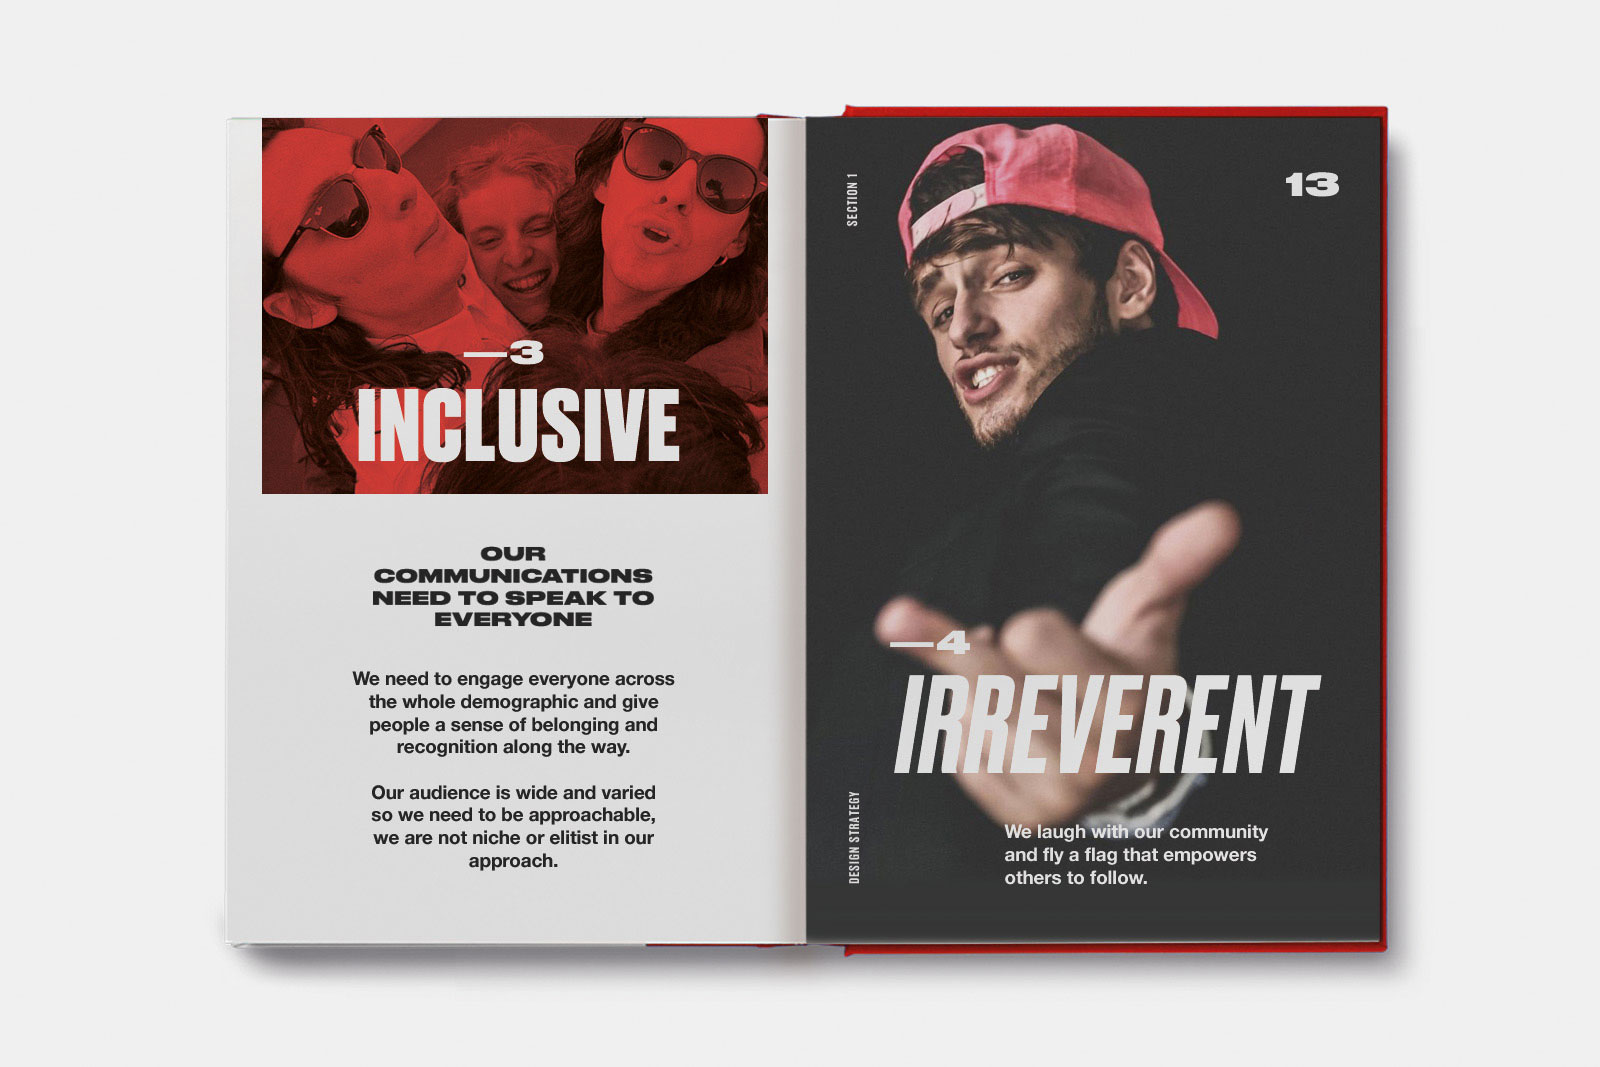 —3
INCLUSIVE
OUR
COMMUNICATIONS
NEED TO SPEAK TO
EVERYONE
We need to engage everyone across
the whole demographic and give
people a sense of belonging and
recognition along the way.
Our audience is wide and varied
so we need to be approachable,
we are not niche or elitist in our
approach.
SECTION 1
13
—4
IRREVERENT
We laugh with our community
and fly a flag that empowers
others to follow.
DESIGN STRATEGY